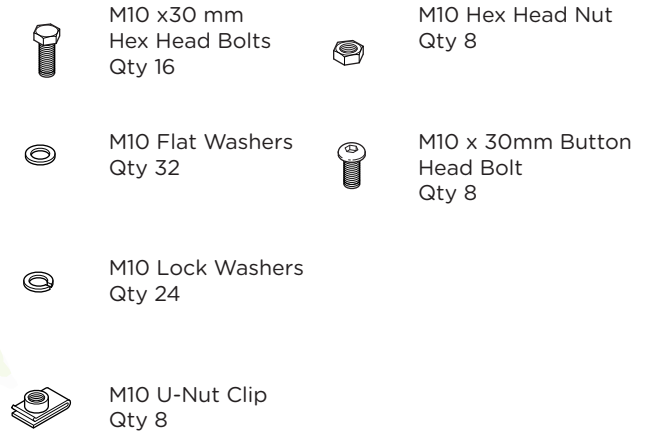 M10 x30 mm
Hex Head Bolts
Qty 16
M10 Hex Head Nut
Qty 8
M10 Flat Washers
Qty 32
M10 x 30mm Button
Head Bolt
Qty 8
M10 Lock Washers
Qty 24
M10 U-Nut Clip
Qty 8